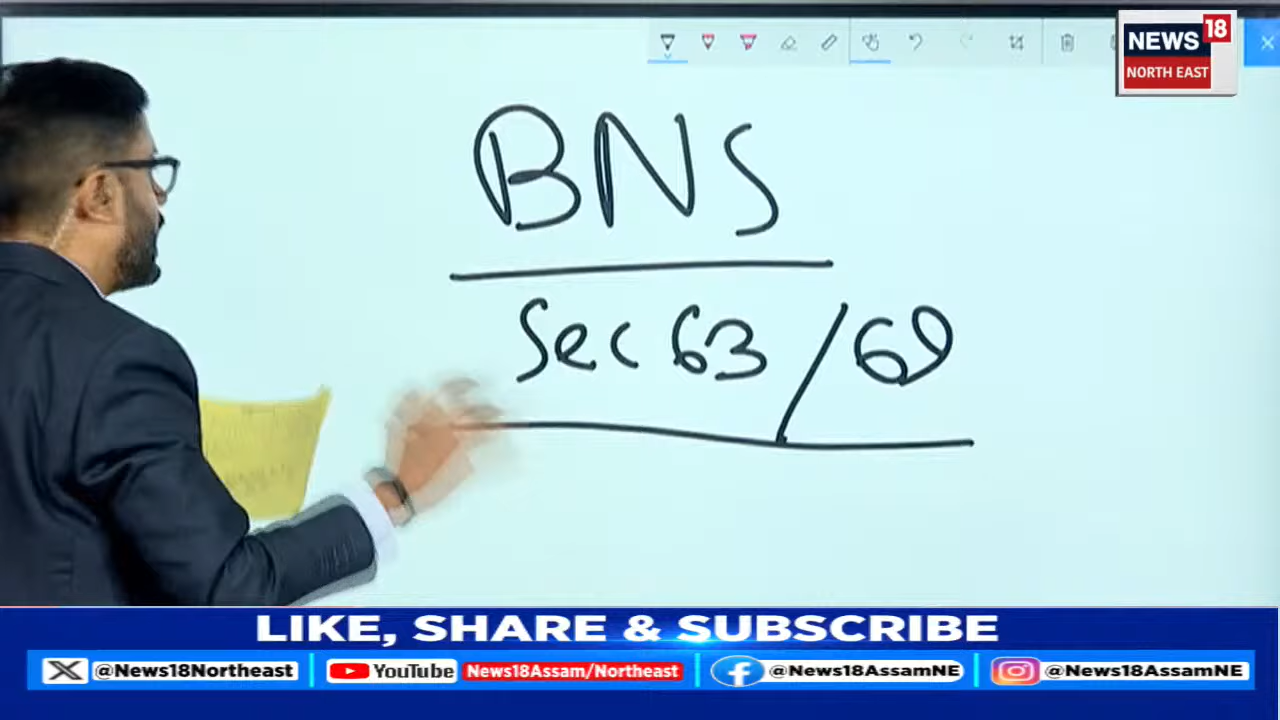 NEWS 18
NORTH EAST
BNS
Sec 63 / 69
LIKE, SHARE & SUBSCRIBE
@News18Northeast
YouTube News18Assam/Northeast
@News18AssamNE
@News18AssamNE